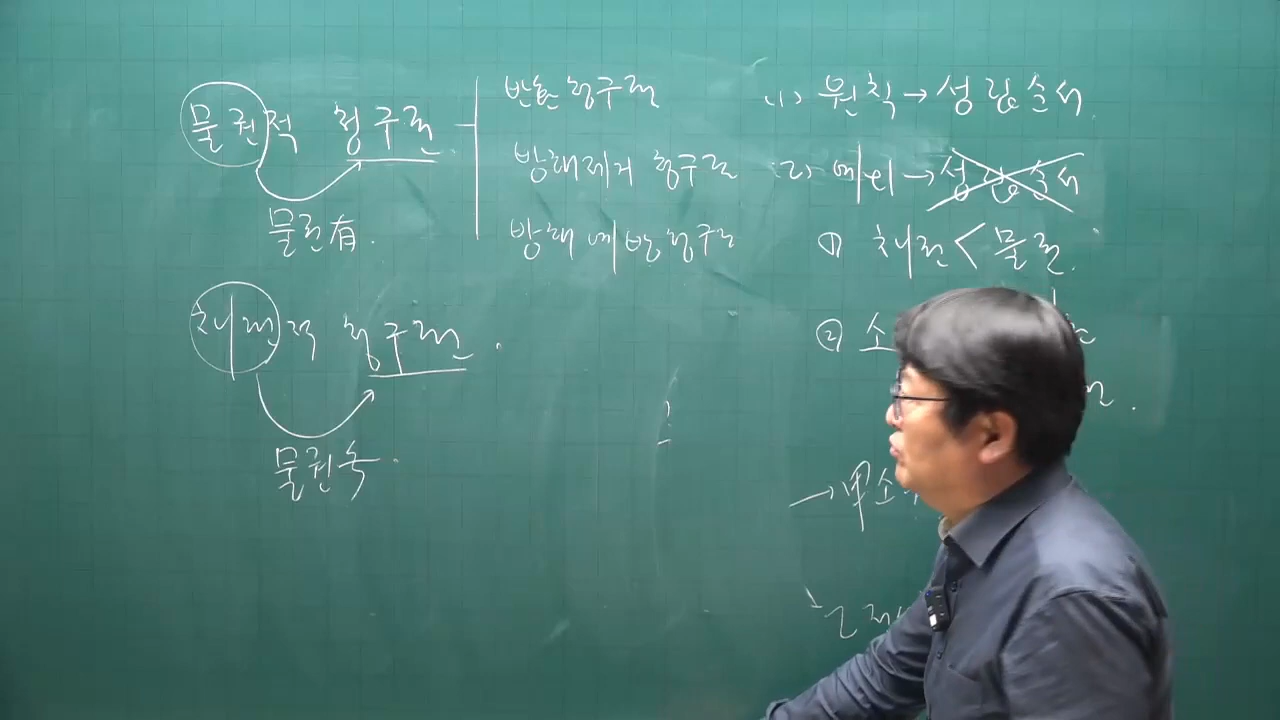 물권적 청구권
반환청구권
방해제거 청구권
방해예방청구권
물권有.
채권적 청구권.
물권
(1) 원칙→성립순서.
(2) 예외→성립순서
① 채권<물권.
② 소
→甲소